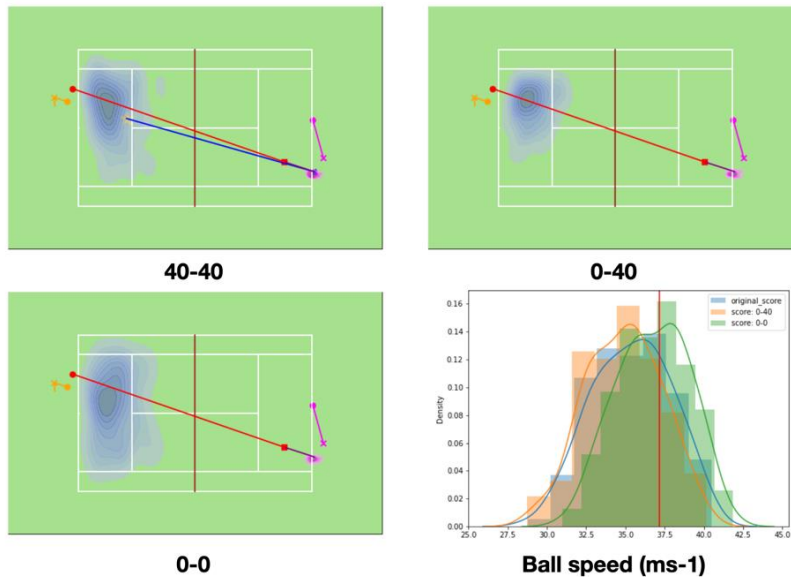 40-40
0-40
0-0
0.16
0.14
0.12
0.10
0.08
0.06
0.04
0.02
0.00
Density
original_score
score: 0-40
score: 0-0
25.0 27.5 30.0 32.5 35.0 37.5 40.0 42.5 45.0
Ball speed (ms-1)